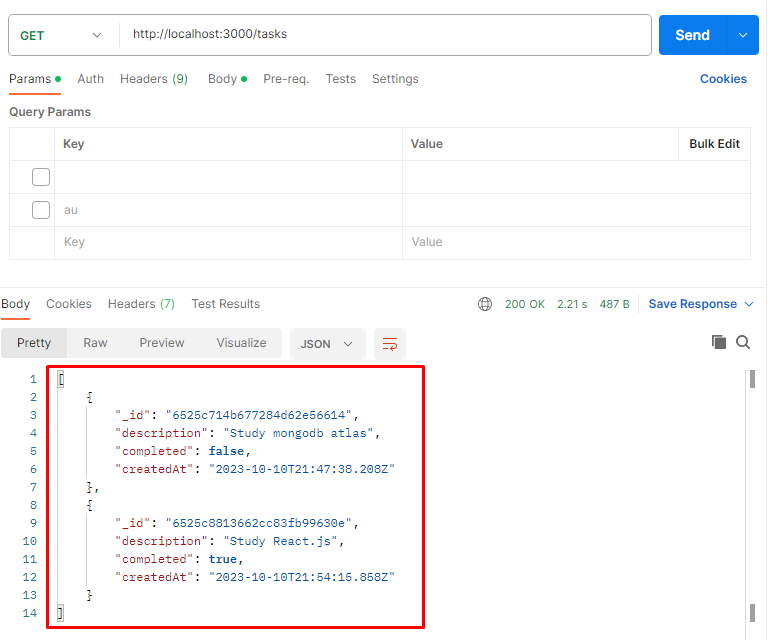 GET http://localhost:3000/tasks Send
Params Auth Headers (9) Body Pre-req. Tests Settings Cookies
Query Params
Key Value Bulk Edit
au
Key Value
Body Cookies Headers (7) Test Results 200 OK 2.21 s 487 B Save Response
Pretty Raw Preview Visualize JSON
1 [
2 {
3 "_id": "6525c714b677284d62e56614",
4 "description": "Study mongodb atlas",
5 "completed": false,
6 "createdAt": "2023-10-10T21:47:38.208Z"
7 },
8 {
9 "_id": "6525c8813662cc83fb99630e",
10 "description": "Study React.js",
11 "completed": true,
12 "createdAt": "2023-10-10T21:54:15.858Z"
13 }
14 ]